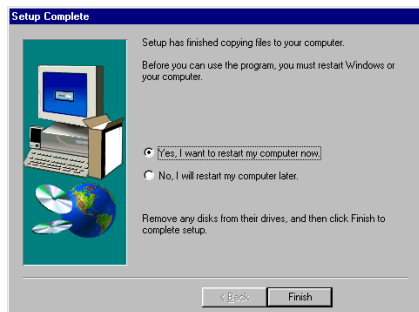 Setup Complete
Setup has finished copying files to your computer.
Before you can use the program, you must restart Windows or
your computer.
Yes, I want to restart my computer now.
No, I will restart my computer later.
Remove any disks from their drives, and then click Finish to
complete setup.
< Back
Finish